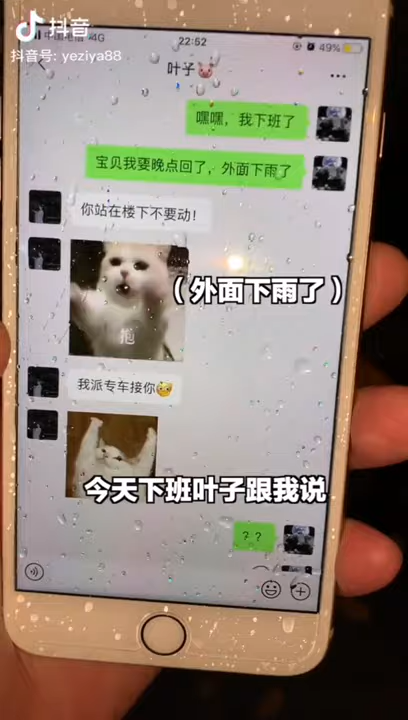 抖音
抖音号: yeziya88
4G
22:52
49%
叶子
嘿嘿，我下班了
宝贝我要晚点回了，外面下雨了
你站在楼下不要动！
（外面下雨了）
抱
我派专车接你
今天下班叶子跟我说
？？